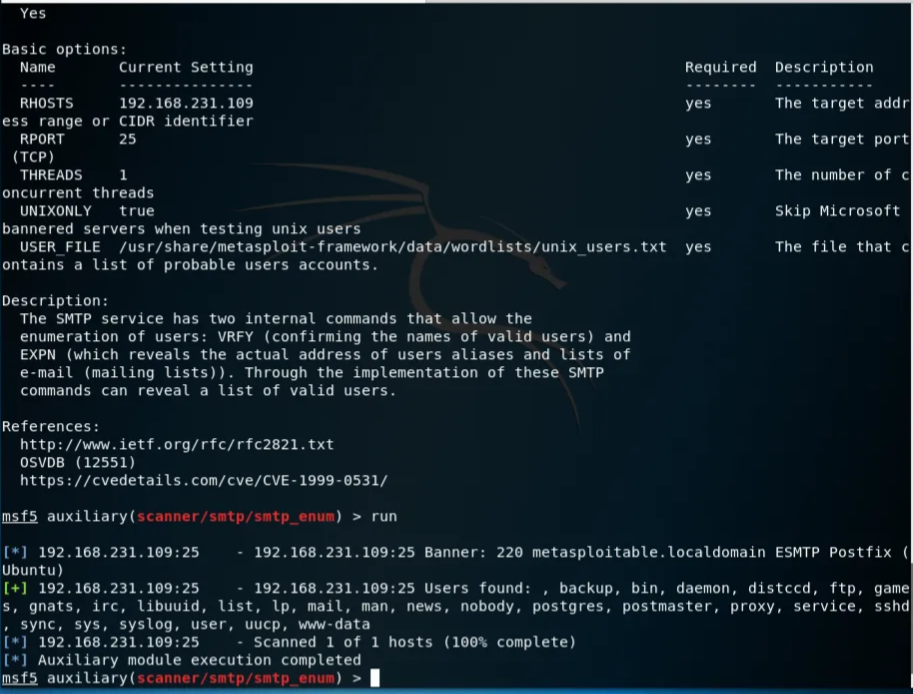 Yes
Basic options:
Name Current Setting Required Description
---- --------------- -------- -----------
RHOSTS 192.168.231.109 yes The target addr
ess range or CIDR identifier
RPORT 25 yes The target port
(TCP)
THREADS 1 yes The number of c
oncurrent threads
UNIXONLY true yes Skip Microsoft
bannered servers when testing unix users
USER_FILE /usr/share/metasploit-framework/data/wordlists/unix_users.txt yes The file that c
ontains a list of probable users accounts.
Description:
The SMTP service has two internal commands that allow the
enumeration of users: VRFY (confirming the names of valid users) and
EXPN (which reveals the actual address of users aliases and lists of
e-mail (mailing lists)). Through the implementation of these SMTP
commands can reveal a list of valid users.
References:
http://www.ietf.org/rfc/rfc2821.txt
OSVDB (12551)
https://cvedetails.com/cve/CVE-1999-0531/
msf5 auxiliary(scanner/smtp/smtp_enum) > run
[*] 192.168.231.109:25 - 192.168.231.109:25 Banner: 220 metasploitable.localdomain ESMTP Postfix (
Ubuntu)
[+] 192.168.231.109:25 - 192.168.231.109:25 Users found: , backup, bin, daemon, distccd, ftp, game
s, gnats, irc, libuuid, list, lp, mail, man, news, nobody, postgres, postmaster, proxy, service, sshd
, sync, sys, syslog, user, uucp, www-data
[*] 192.168.231.109:25 - Scanned 1 of 1 hosts (100% complete)
[*] Auxiliary module execution completed
msf5 auxiliary(scanner/smtp/smtp_enum) >